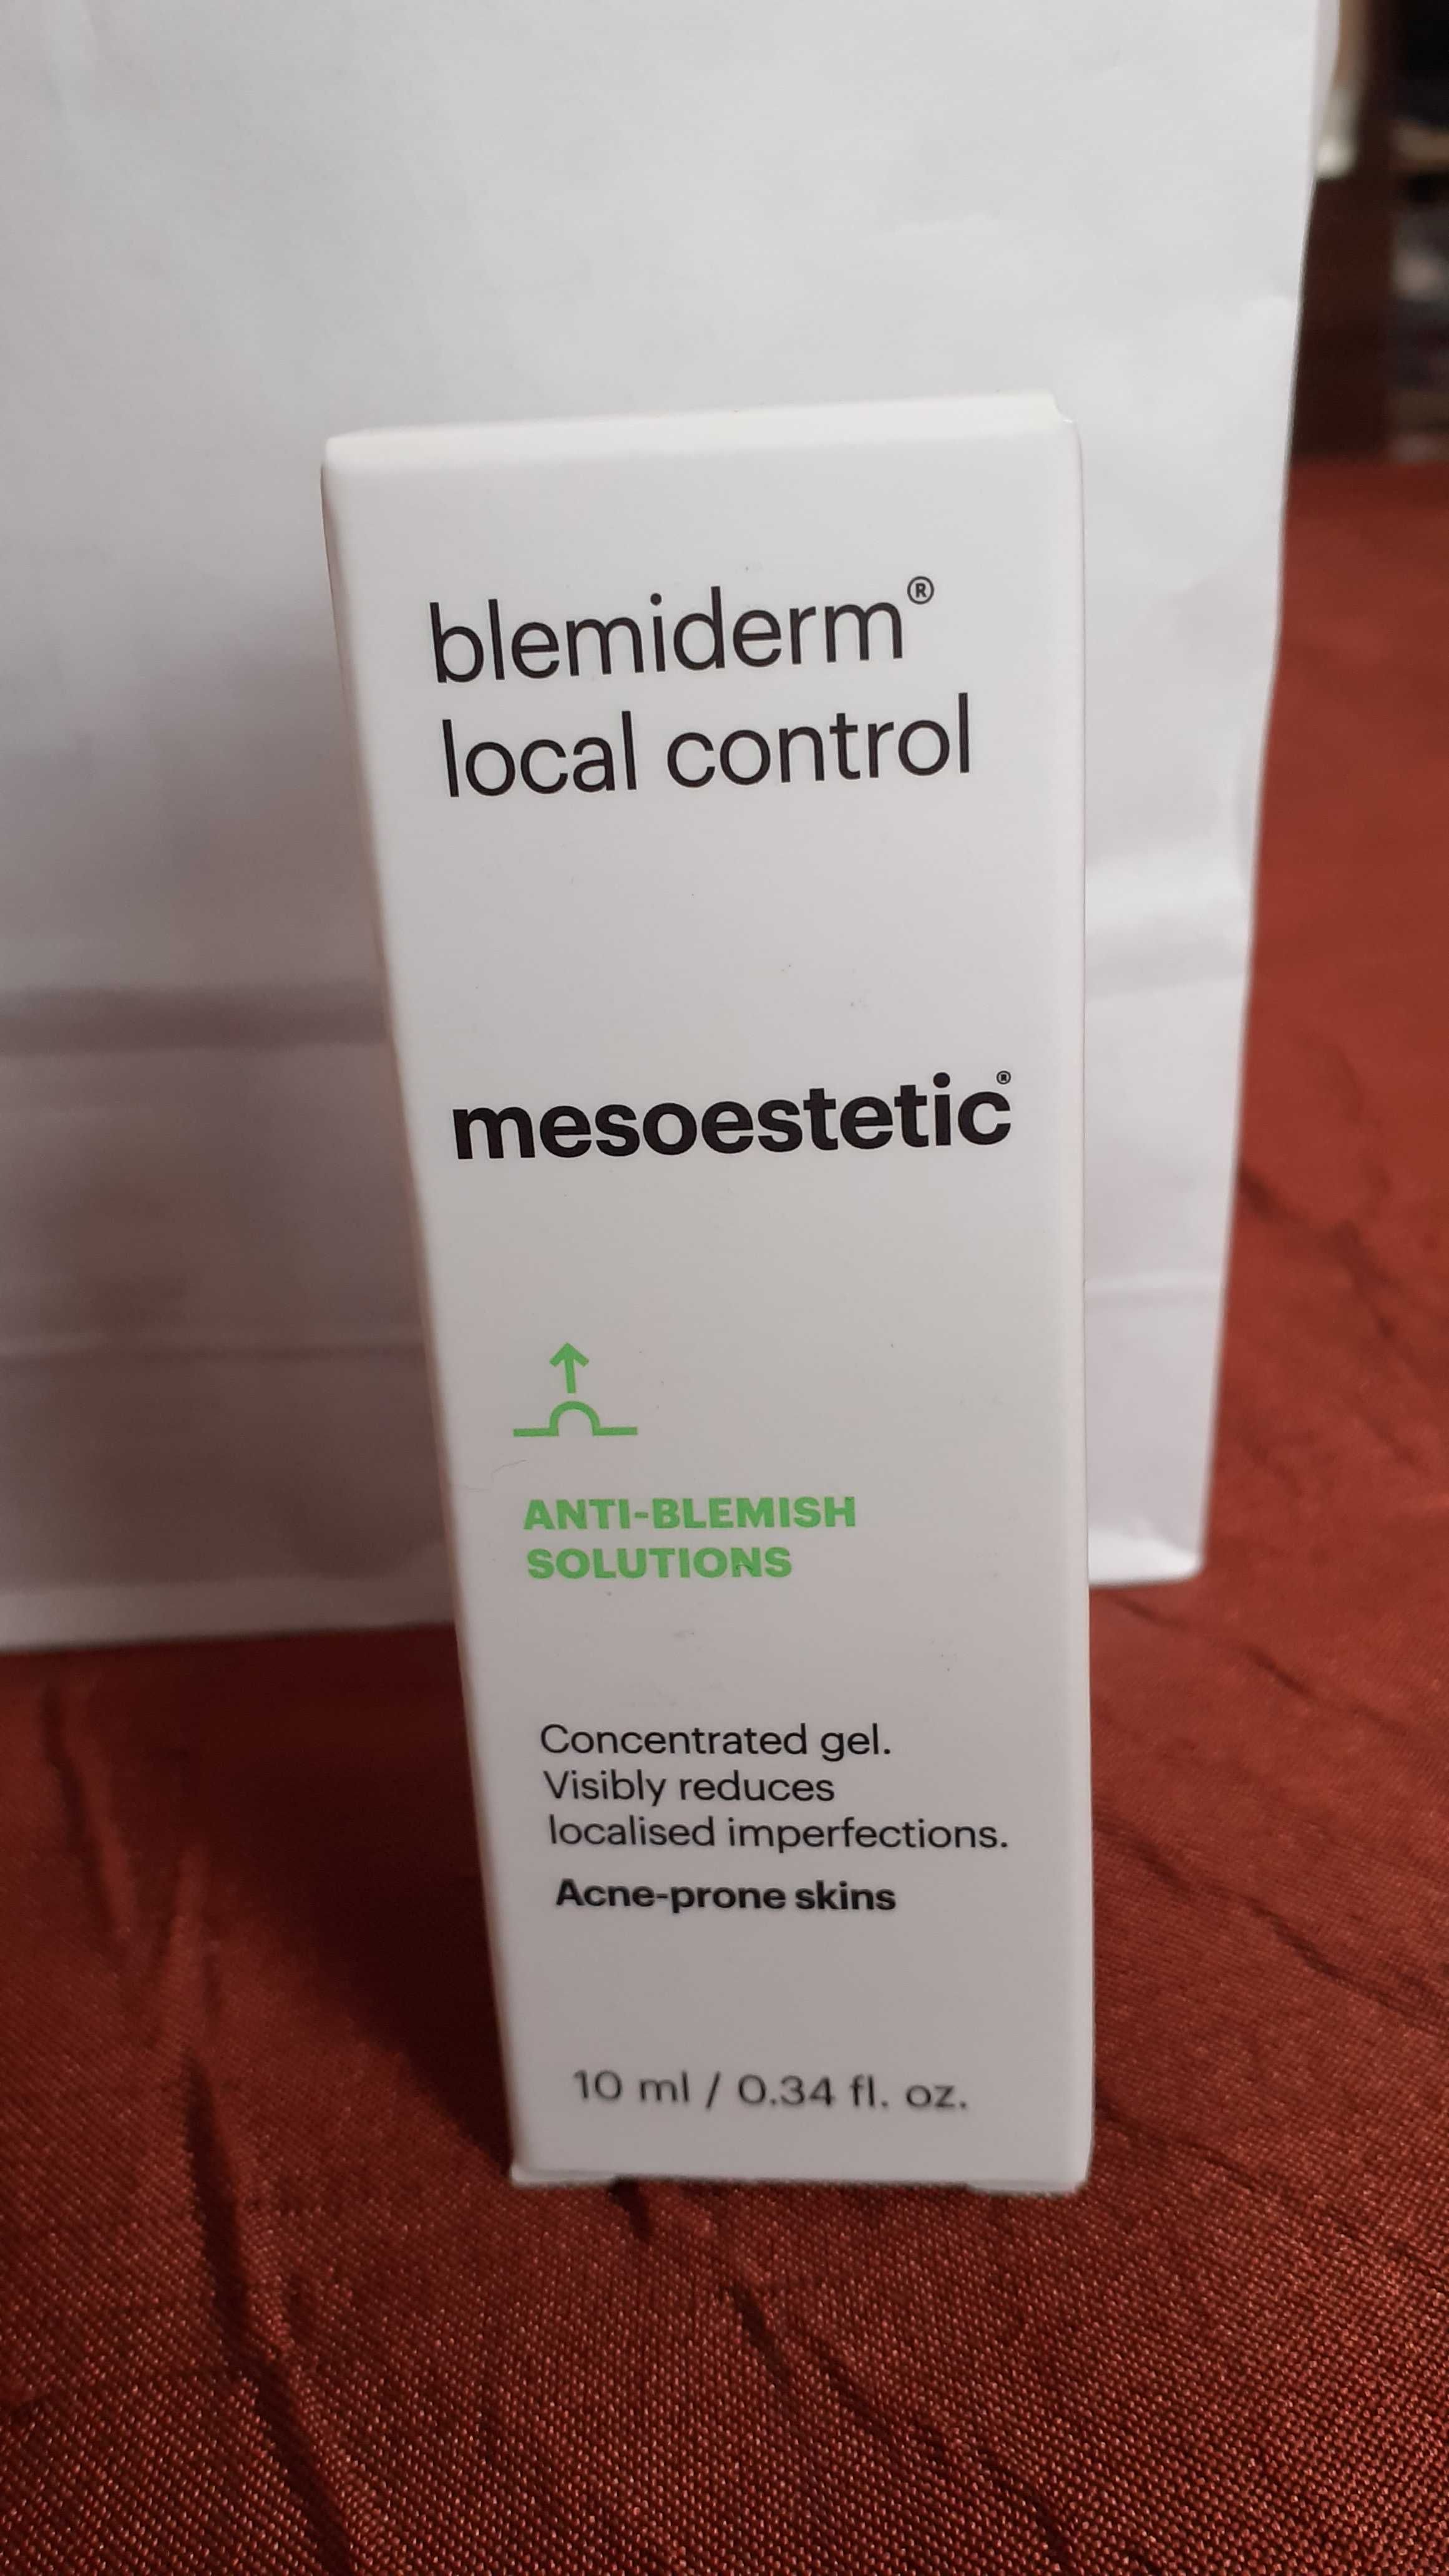 blemiderm®
local control
mesoestetic®
ANTI-BLEMISH
SOLUTIONS
Concentrated gel.
Visibly reduces
localised imperfections.
Acne-prone skins
10 ml / 0.34 fl. oz.